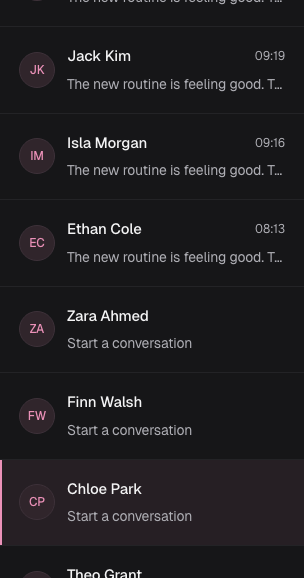 Jack Kim 09:19
JK
The new routine is feeling good. T...
Isla Morgan 09:16
IM
The new routine is feeling good. T...
Ethan Cole 08:13
EC
The new routine is feeling good. T...
Zara Ahmed
ZA
Start a conversation
Finn Walsh
FW
Start a conversation
Chloe Park
CP
Start a conversation
Theo Grant